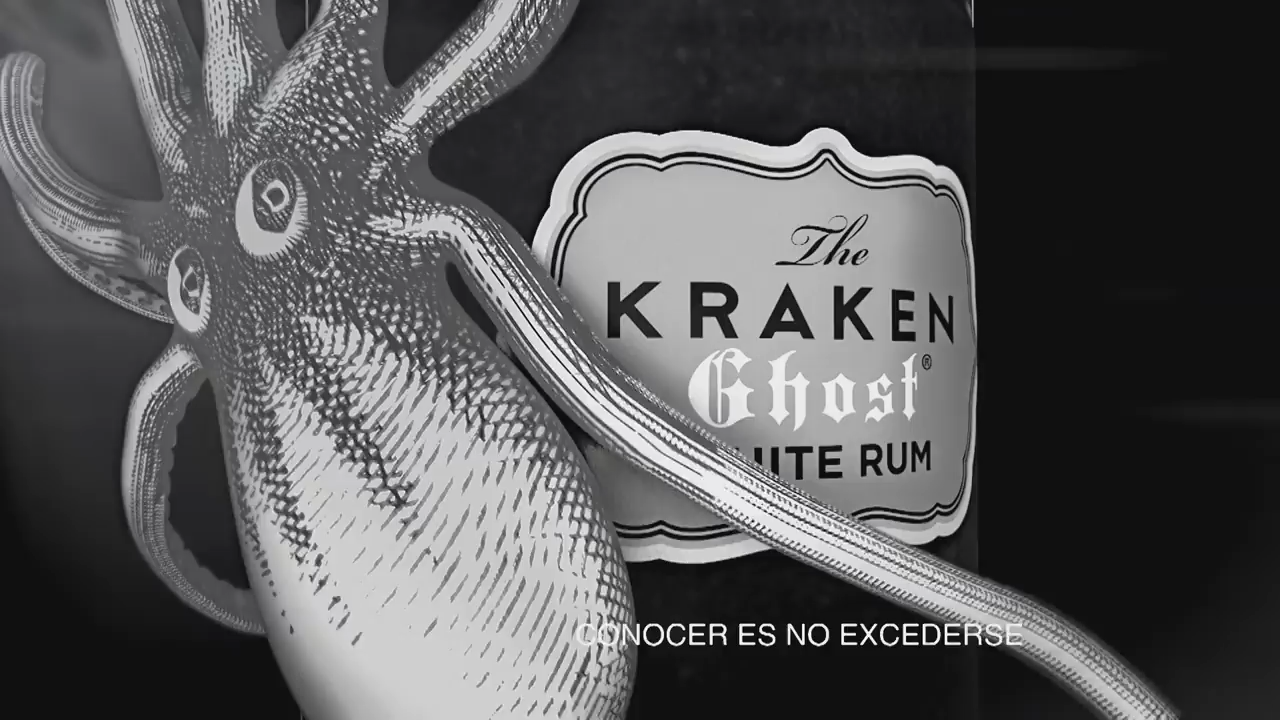 The
KRAKEN
Ghost®
RUM
CONOCER ES NO EXCEDERSE